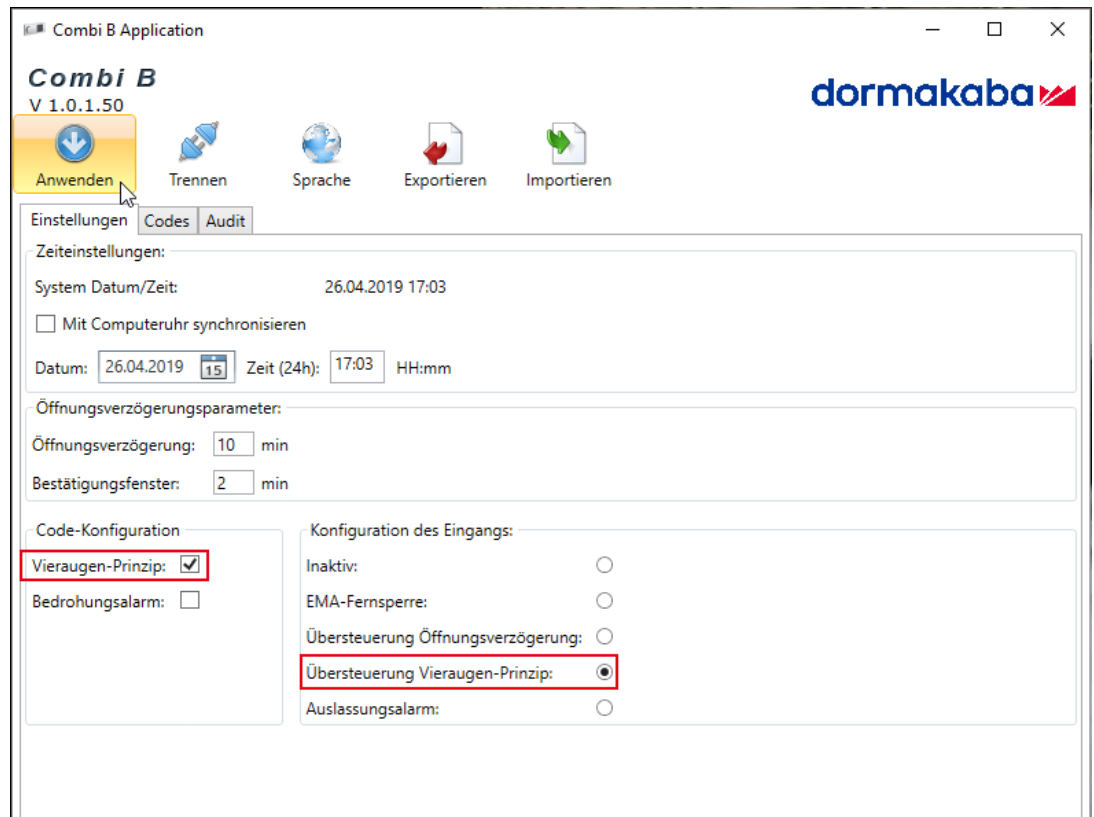 Combi B Application
Combi B
V 1.0.1.50
dormakaba
Anwenden Trennen Sprache Exportieren Importieren
Einstellungen Codes Audit
Zeiteinstellungen:
System Datum/Zeit: 26.04.2019 17:03
Mit Computeruhr synchronisieren
Datum: 26.04.2019 15 Zeit (24h): 17:03 HH:mm
Öffnungsverzögerungsparameter:
Öffnungsverzögerung: 10 min
Bestätigungsfenster: 2 min
Code-Konfiguration
Vieraugen-Prinzip:
Bedrohungsalarm:
Konfiguration des Eingangs:
Inaktiv:
EMA-Fernsperre:
Übersteuerung Öffnungsverzögerung:
Übersteuerung Vieraugen-Prinzip:
Auslassungsalarm: